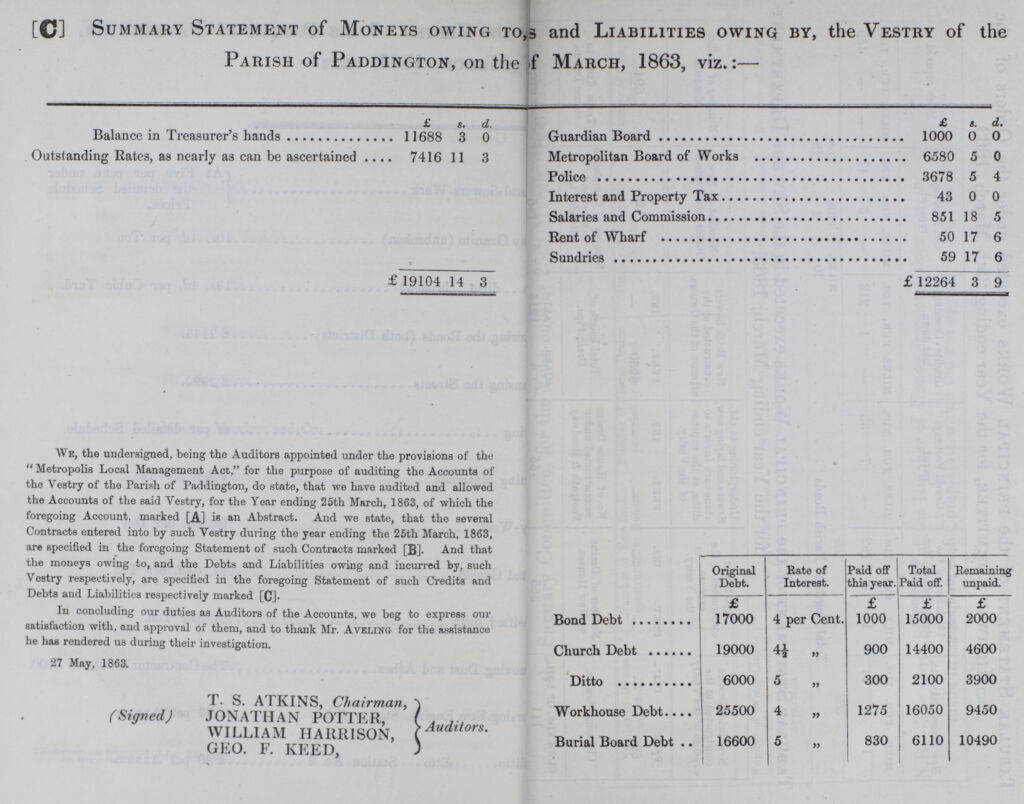 [C] SUMMARY STATEMENT of MONEYS OWING TO,s and LIABILITIES OWING BY, the VESTRY of the
PARISH of PADDINGTON, on the f MARCH, 1863, viz.:—
£ s. d.
Balance in Treasurer's hands .............. 11688 3 0
Outstanding Rates, as nearly as can be ascertained .... 7416 11 3
£ 19104 14 3
£ s. d.
Guardian Board .............................. 1000 0 0
Metropolitan Board of Works .................. 6580 5 0
Police ...................................... 3678 5 4
Interest and Property Tax...................... 43 0 0
Salaries and Commission........................ 851 18 5
Rent of Wharf .............................. 50 17 6
Sundries .................................... 59 17 6
£ 12264 3 9
WE, the undersigned, being the Auditors appointed under the provisions of the
"Metropolis Local Management Act," for the purpose of auditing the Accounts of
the Vestry of the Parish of Paddington, do state, that we have audited and allowed
the Accounts of the said Vestry, for the Year ending 25th March, 1863, of which the
foregoing Account, marked [A] is an Abstract. And we state, that the several
Contracts entered into by such Vestry during the year ending the 25th March, 1863,
are specified in the foregoing Statement of such Contracts marked [B]. And that
the moneys owing to, and the Debts and Liabilities owing and incurred by, such
Vestry respectively, are specified in the foregoing Statement of such Credits and
Debts and Liabilities respectively marked [C].
In concluding our duties as Auditors of the Accounts, we beg to express our
satisfaction with, and approval of them, and to thank Mr. AVELING for the assistance
he has rendered us during their investigation.
27 May, 1863.
(Signed)
T. S. ATKINS, Chairman,
JONATHAN POTTER,
WILLIAM HARRISON,
GEO. F. KEED,
Auditors.
Original Debt. Rate of Interest. Paid off this year. Total Paid off. Remaining unpaid.
£ £ £ £
Bond Debt ........ 17000 4 per Cent. 1000 15000 2000
Church Debt ...... 19000 4½ „ 900 14400 4600
Ditto .......... 6000 5 „ 300 2100 3900
Workhouse Debt.... 25500 4 „ 1275 16050 9450
Burial Board Debt .. 16600 5 „ 830 6110 10490